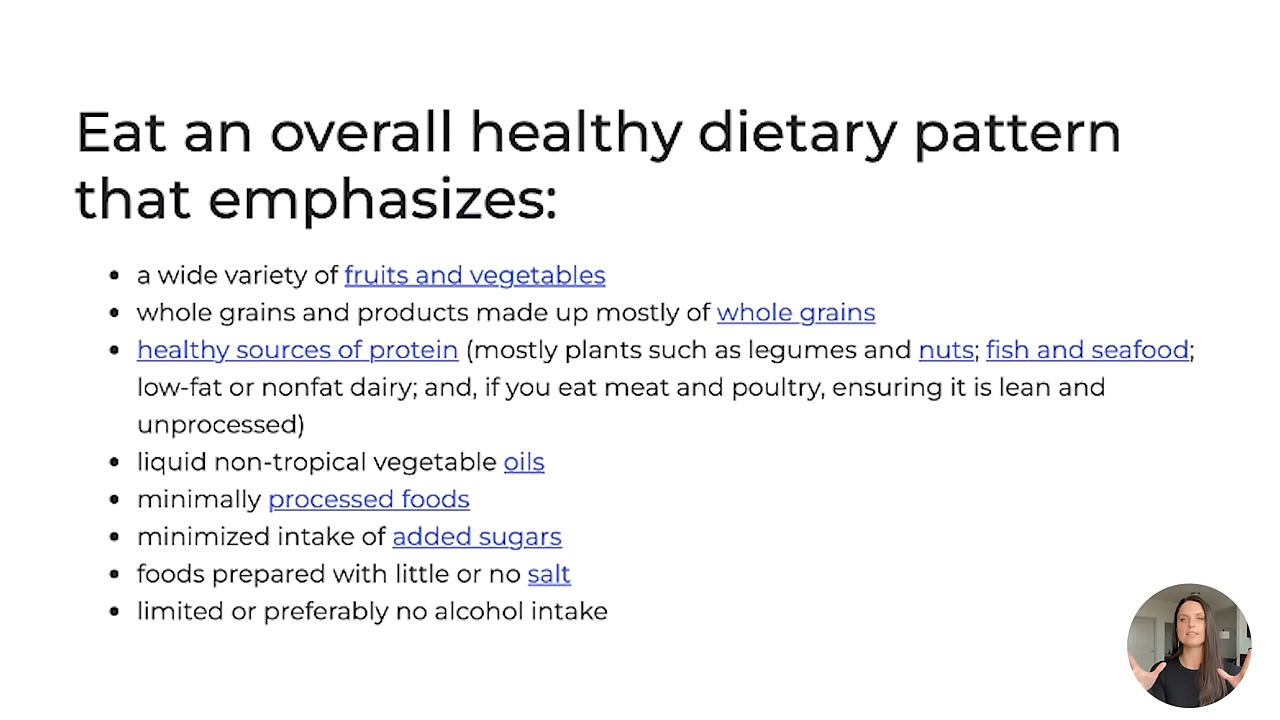 Eat an overall healthy dietary pattern
that emphasizes:
• a wide variety of fruits and vegetables
• whole grains and products made up mostly of whole grains
• healthy sources of protein (mostly plants such as legumes and nuts; fish and seafood;
low-fat or nonfat dairy; and, if you eat meat and poultry, ensuring it is lean and
unprocessed)
• liquid non-tropical vegetable oils
• minimally processed foods
• minimized intake of added sugars
• foods prepared with little or no salt
• limited or preferably no alcohol intake